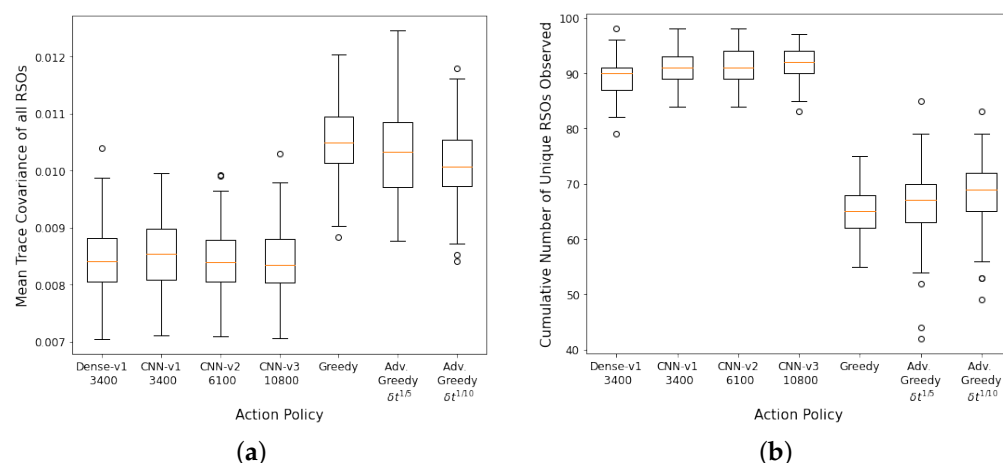 Mean Trace Covariance of all RSOs
0.012
0.011
0.010
0.009
0.008
0.007
Dense-v1
3400
CNN-v1
3400
CNN-v2
6100
CNN-v3
10800
Greedy
Adv.
Greedy
δt^{1/5}
Adv.
Greedy
δt^{1/10}
Action Policy
(a)
Cumulative Number of Unique RSOs Observed
100
90
80
70
60
50
40
Dense-v1
3400
CNN-v1
3400
CNN-v2
6100
CNN-v3
10800
Greedy
Adv.
Greedy
δt^{1/5}
Adv.
Greedy
δt^{1/10}
Action Policy
(b)